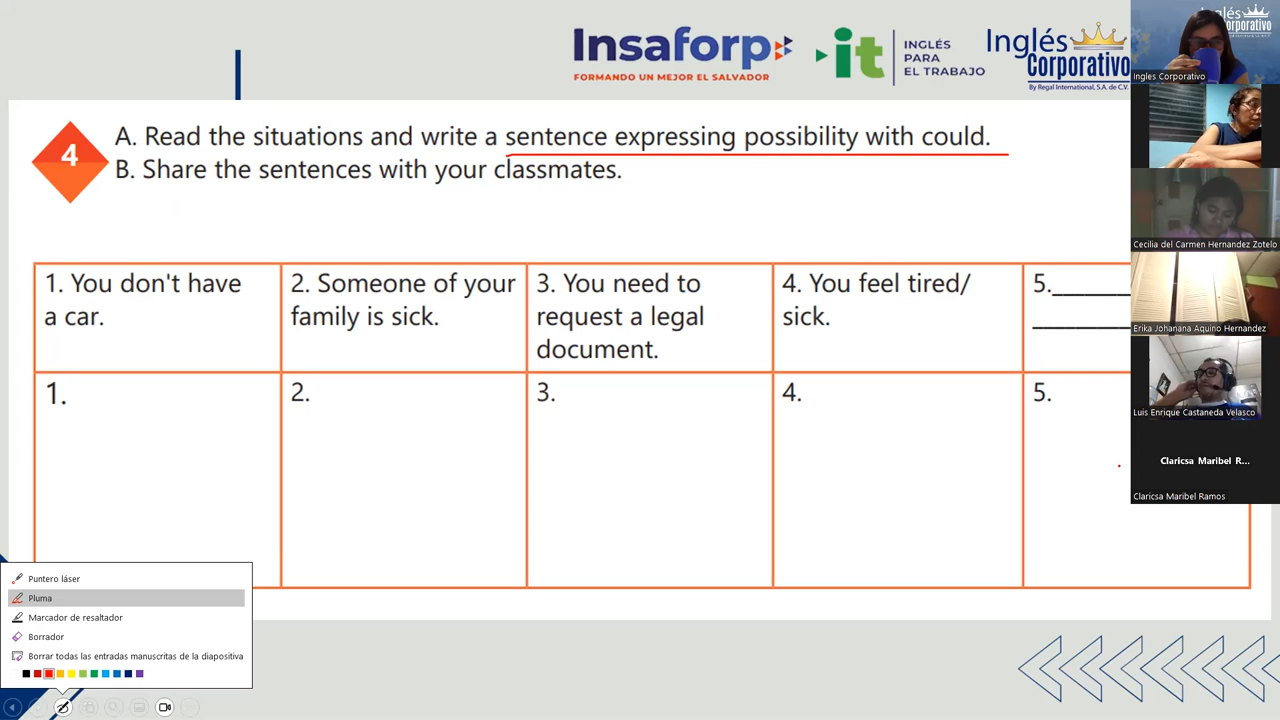 Insaforp
FORMANDO UN MEJOR EL SALVADOR
it
INGLÉS
PARA
EL TRABAJO
Inglés
Corporativo
By Regal International, S.A. de C.V.
4
A. Read the situations and write a sentence expressing possibility with could.
B. Share the sentences with your classmates.
1. You don't have
a car.
2. Someone of your
family is sick.
3. You need to
request a legal
document.
4. You feel tired/
sick.
5.______
_______
1.
2.
3.
4.
5.
Inglés
Corporativo
Ingles Corporativo
Cecilia del Carmen Hernandez Zotelo
Erika Johanana Aquino Hernandez
Luis Enrique Castaneda Velasco
Claricsa Maribel R...
Claricsa Maribel Ramos
Puntero láser
Pluma
Marcador de resaltador
Borrador
Borrar todas las entradas manuscritas de la diapositiva